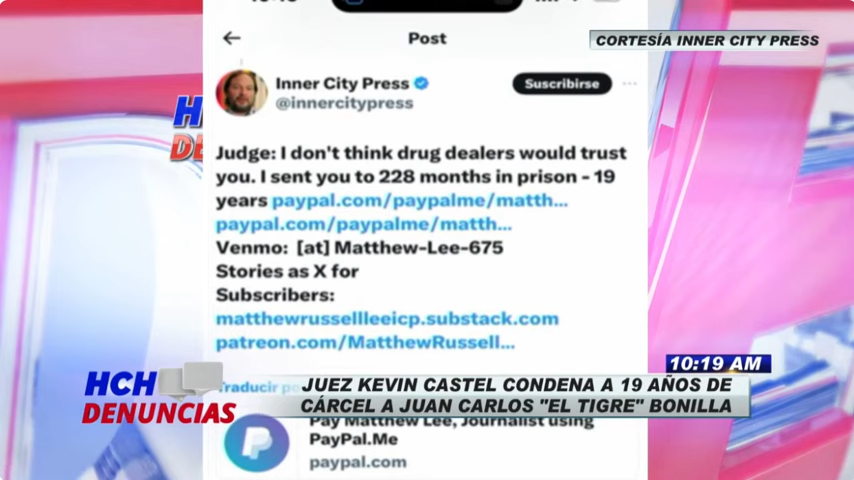 Post
CORTESÍA INNER CITY PRESS
Inner City Press
Suscribirse
@innercitypress
Judge: I don't think drug dealers would trust
you. I sent you to 228 months in prison - 19
years paypal.com/paypalme/matth...
paypal.com/paypalme/matth...
Venmo: [at] Matthew-Lee-675
Stories as X for
Subscribers:
matthewrussellleeicp.substack.com
patreon.com/MatthewRussell...
10:19 AM
HCH
DENUNCIAS
Traducir
JUEZ KEVIN CASTEL CONDENA A 19 AÑOS DE
CÁRCEL A JUAN CARLOS "EL TIGRE" BONILLA
Pay Matthew Lee, Journalist using
PayPal.Me
paypal.com